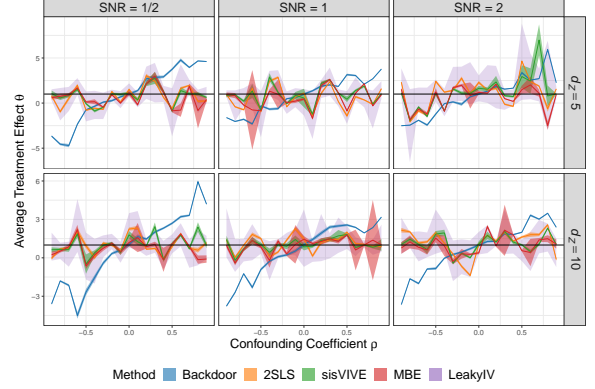 SNR = 1/2 SNR = 1 SNR = 2
Average Treatment Effect θ
5
0
−5
d_Z = 5
6
3
0
−3
d_Z = 10
−0.5 0.0 0.5 −0.5 0.0 0.5 −0.5 0.0 0.5
Confounding Coefficient ρ
Method Backdoor 2SLS sisVIVE MBE LeakyIV